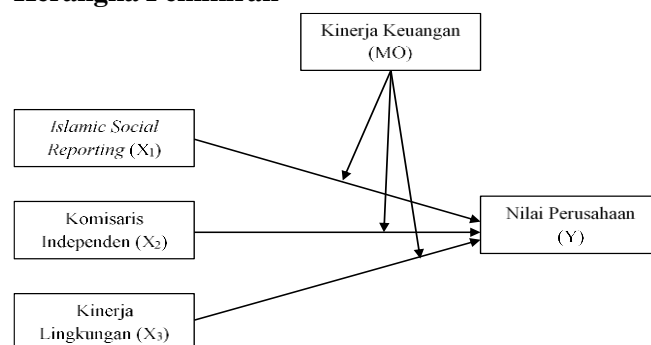 Kerangka Pemikiran
Kinerja Keuangan
(MO)
Islamic Social
Reporting (X₁)
Komisaris
Independen (X₂)
Nilai Perusahaan
(Y)
Kinerja
Lingkungan (X₃)